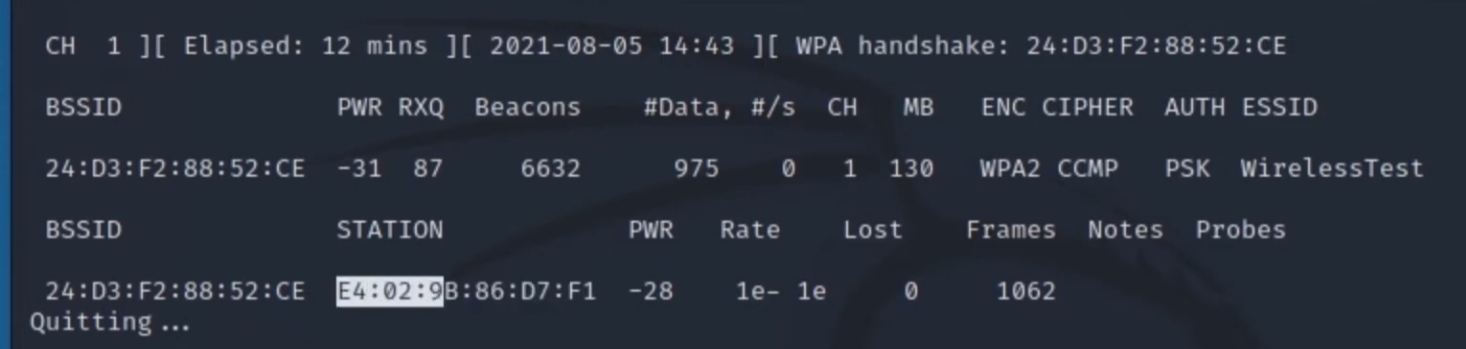 CH 1 ][ Elapsed: 12 mins ][ 2021-08-05 14:43 ][ WPA handshake: 24:D3:F2:88:52:CE
BSSID PWR RXQ Beacons #Data, #/s CH MB ENC CIPHER AUTH ESSID
24:D3:F2:88:52:CE -31 87 6632 975 0 1 130 WPA2 CCMP PSK WirelessTest
BSSID STATION PWR Rate Lost Frames Notes Probes
24:D3:F2:88:52:CE E4:02:9B:86:D7:F1 -28 1e- 1e 0 1062
Quitting...